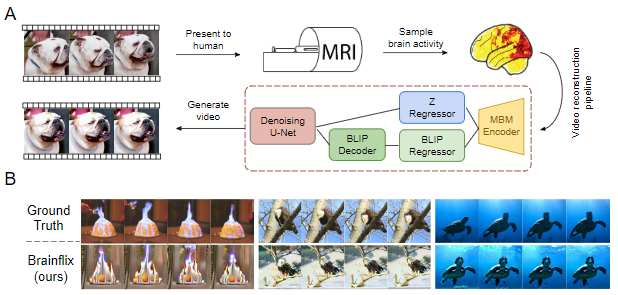 A
Present to
human
MRI
Sample
brain activity
Video reconstruction
pipeline
Generate
video
Denoising
U-Net
Z
Regressor
BLIP
Decoder
BLIP
Regressor
MBM
Encoder
B
Ground
Truth
Brainflix
(ours)